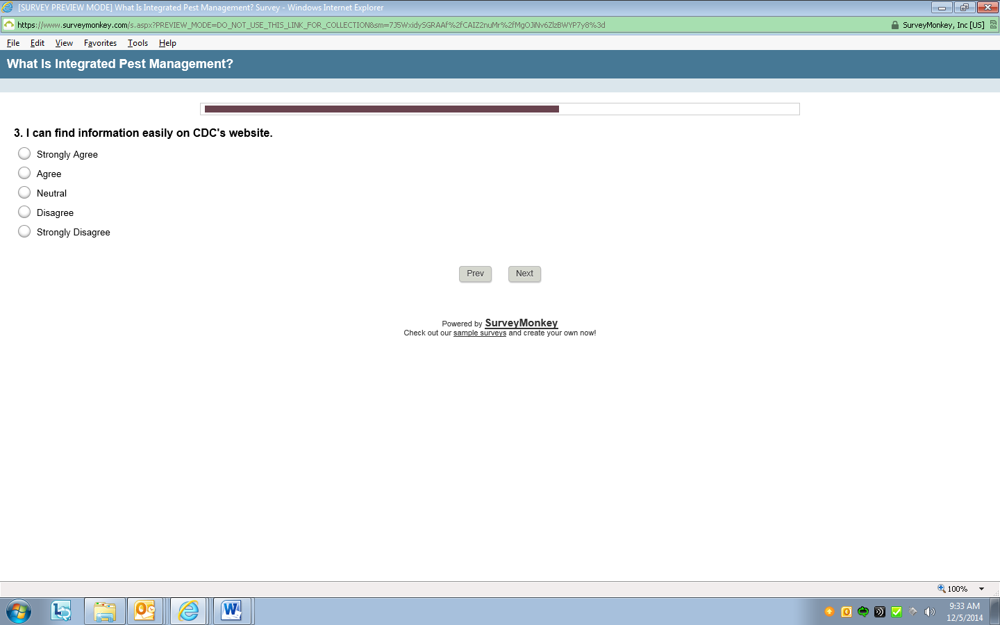 [SURVEY PREVIEW MODE] What Is Integrated Pest Management? Survey - Windows Internet Explorer
https://www.surveymonkey.com/s.aspx?PREVIEW_MODE=DO_NOT_USE_THIS_LINK_FOR_COLLECTION&sm=7J5WxidySGRAAf%2fCAIZ2nuMr%2fMgOJiNv6ZlzBWYP7y8%3d SurveyMonkey, Inc [US]
File Edit View Favorites Tools Help
What Is Integrated Pest Management?
3. I can find information easily on CDC's website.
Strongly Agree
Agree
Neutral
Disagree
Strongly Disagree
Prev Next
Powered by SurveyMonkey
Check out our sample surveys and create your own now!
100%
9:33 AM
12/5/2014